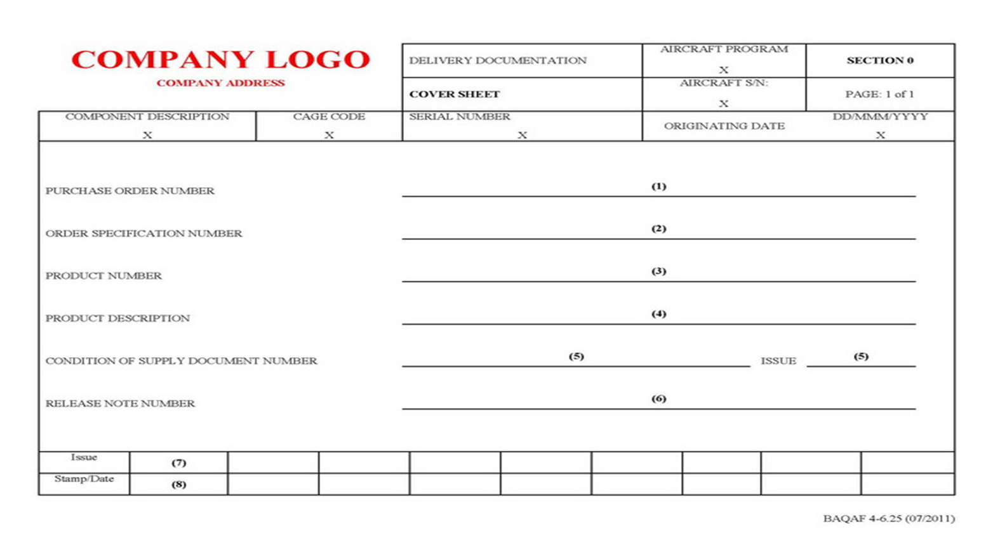 COMPANY LOGO
COMPANY ADDRESS
DELIVERY DOCUMENTATION
AIRCRAFT PROGRAM
X
SECTION 0
COVER SHEET
AIRCRAFT S/N:
X
PAGE: 1 of 1
COMPONENT DESCRIPTION
X
CAGE CODE
X
SERIAL NUMBER
X
ORIGINATING DATE
DD/MMM/YYYY
X
PURCHASE ORDER NUMBER (1)
ORDER SPECIFICATION NUMBER (2)
PRODUCT NUMBER (3)
PRODUCT DESCRIPTION (4)
CONDITION OF SUPPLY DOCUMENT NUMBER (5) ISSUE (5)
RELEASE NOTE NUMBER (6)
Issue (7)
Stamp/Date (8)
BAQAF 4-6.25 (07/2011)